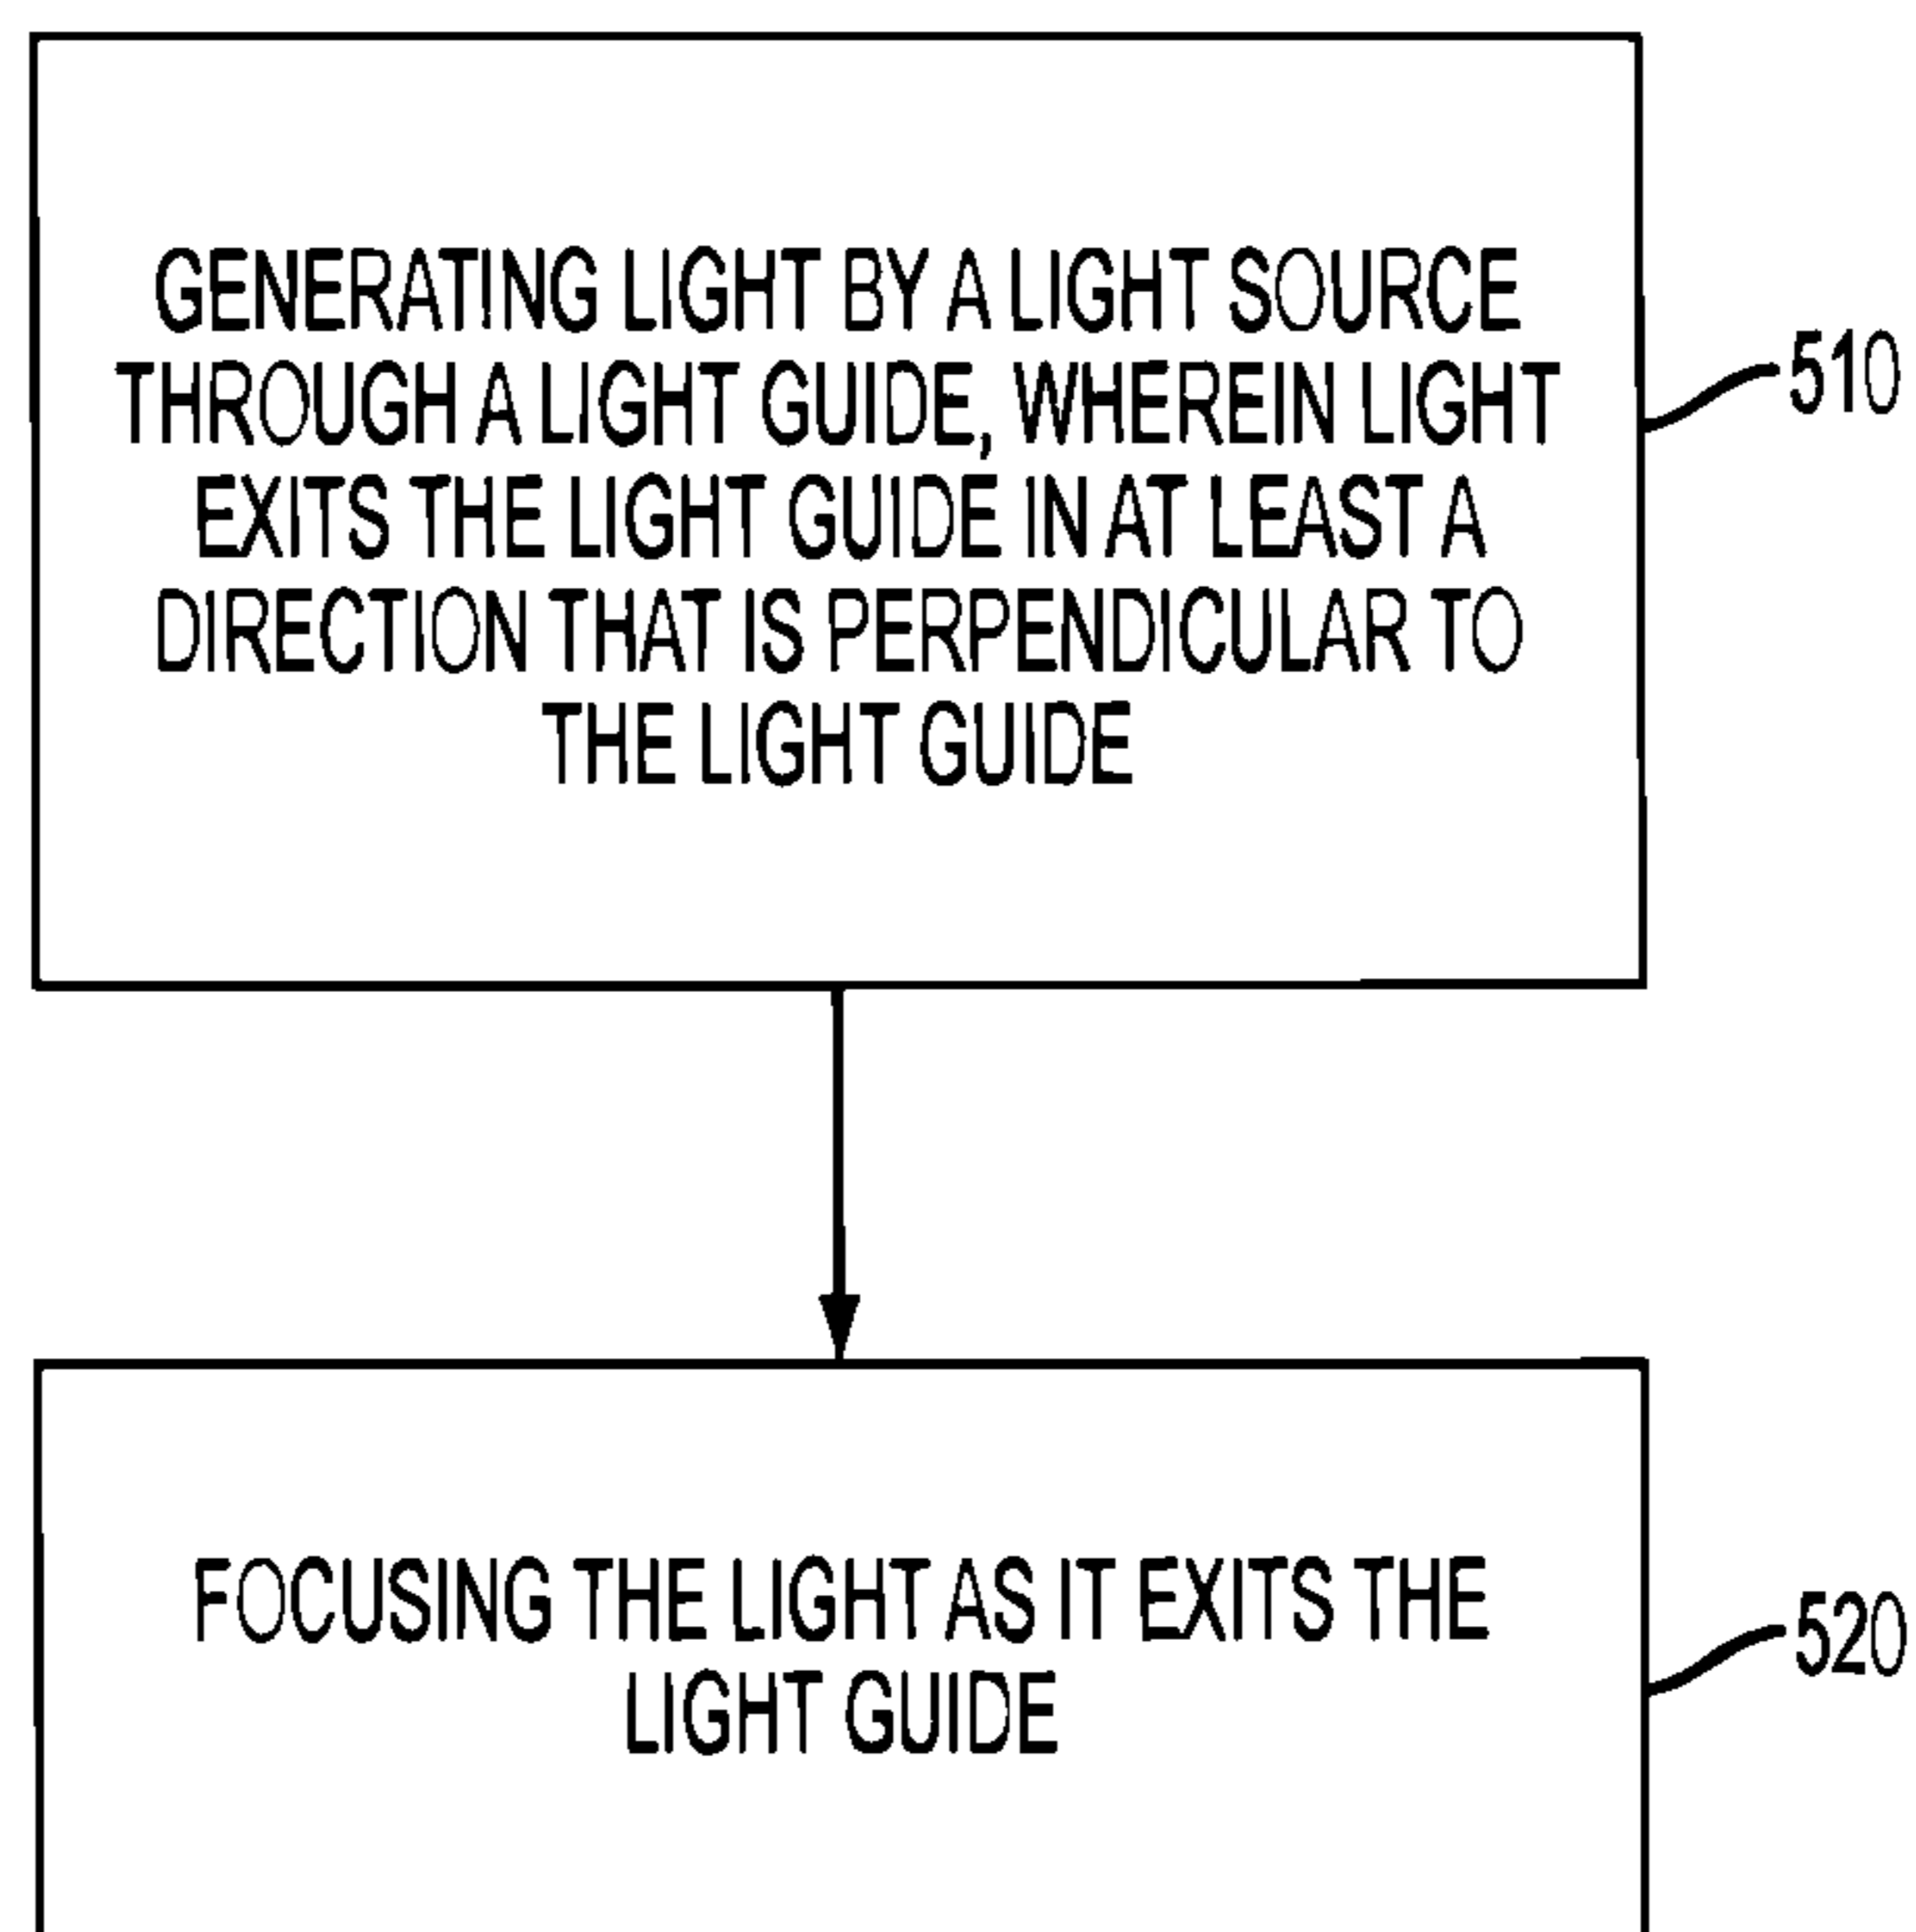 GENERATING LIGHT BY A LIGHT SOURCE
THROUGH A LIGHT GUIDE, WHEREIN LIGHT
EXITS THE LIGHT GUIDE IN AT LEAST A
DIRECTION THAT IS PERPENDICULAR TO
THE LIGHT GUIDE
510
FOCUSING THE LIGHT AS IT EXITS THE
LIGHT GUIDE
520